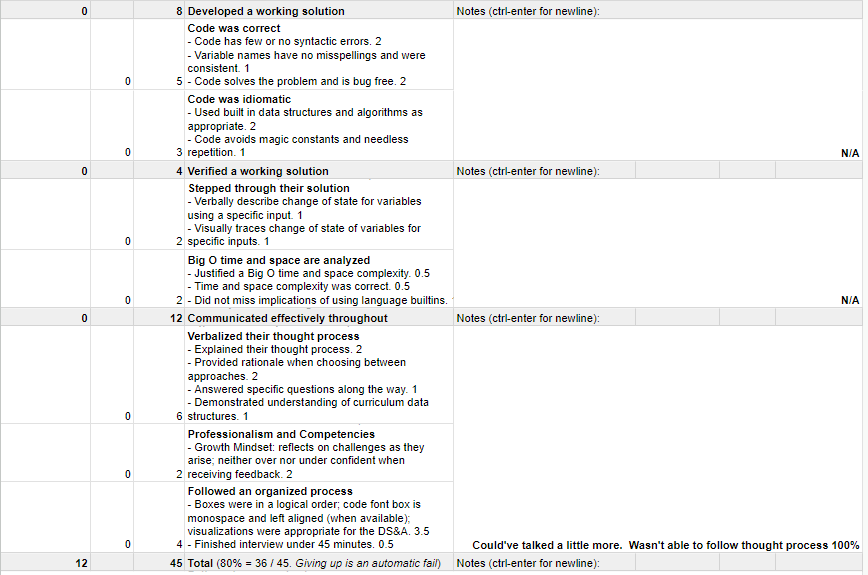 0 8 Developed a working solution Notes (ctrl-enter for newline):
Code was correct
- Code has few or no syntactic errors. 2
- Variable names have no misspellings and were
consistent. 1
0 5 - Code solves the problem and is bug free. 2
Code was idiomatic
- Used built in data structures and algorithms as
appropriate. 2
- Code avoids magic constants and needless
0 3 repetition. 1 N/A
0 4 Verified a working solution Notes (ctrl-enter for newline):
Stepped through their solution
- Verbally describe change of state for variables
using a specific input. 1
- Visually traces change of state of variables for
0 2 specific inputs. 1
Big O time and space are analyzed
- Justified a Big O time and space complexity. 0.5
- Time and space complexity was correct. 0.5
0 2 - Did not miss implications of using language builtins. N/A
0 12 Communicated effectively throughout Notes (ctrl-enter for newline):
Verbalized their thought process
- Explained their thought process. 2
- Provided rationale when choosing between
approaches. 2
- Answered specific questions along the way. 1
- Demonstrated understanding of curriculum data
0 6 structures. 1
Professionalism and Competencies
- Growth Mindset: reflects on challenges as they
arise; neither over nor under confident when
0 2 receiving feedback. 2
Followed an organized process
- Boxes were in a logical order; code font box is
monospace and left aligned (when available);
visualizations were appropriate for the DS&A. 3.5
0 4 - Finished interview under 45 minutes. 0.5 Could've talked a little more. Wasn't able to follow thought process 100%
12 45 Total (80% = 36 / 45. Giving up is an automatic fail) Notes (ctrl-enter for newline):